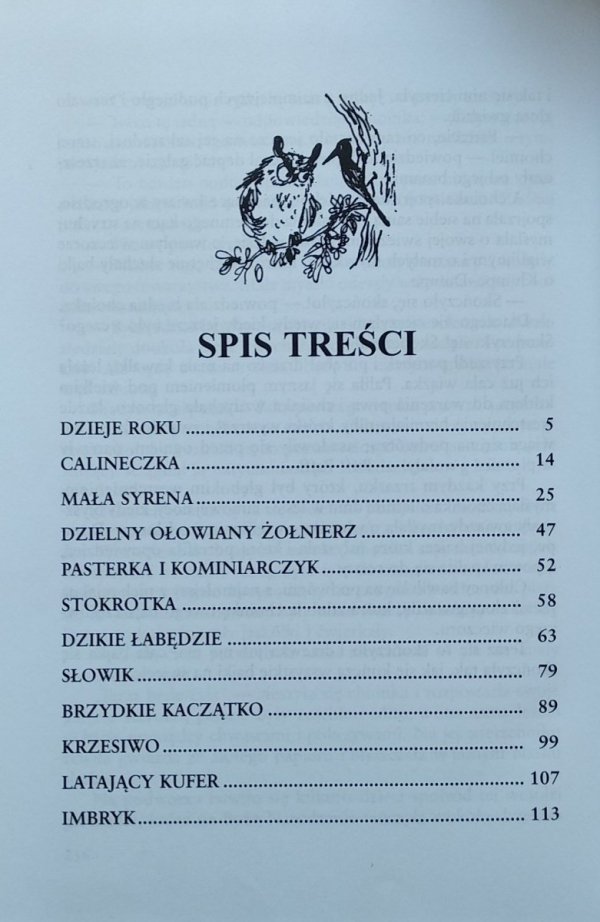 SPIS TREŚCI
DZIEJE ROKU 5
CALINECZKA 14
MAŁA SYRENA 25
DZIELNY OŁOWIANY ŻOŁNIERZ 47
PASTERKA I KOMINIARCZYK 52
STOKROTKA 58
DZIKIE ŁABĘDZIE 63
SŁOWIK 79
BRZYDKIE KACZĄTKO 89
KRZESIWO 99
LATAJĄCY KUFER 107
IMBRYK 113